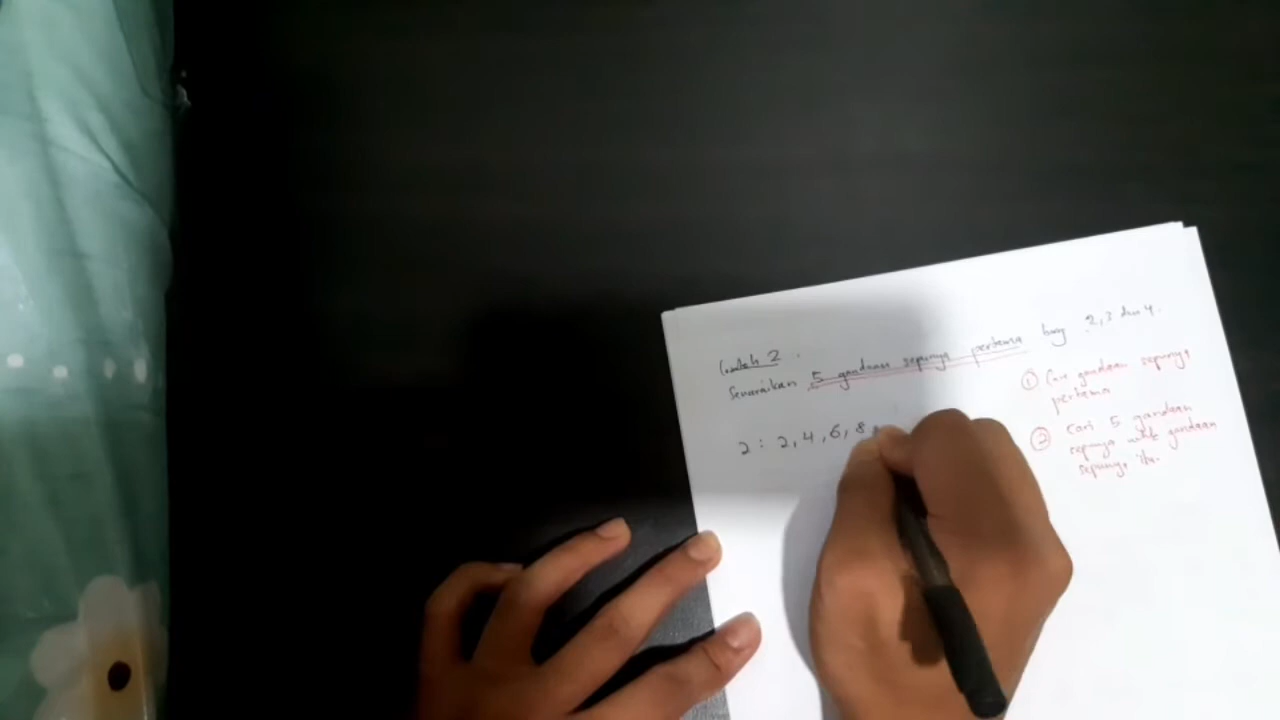 Contoh 2.
Senaraikan 5 gandaan sepunya pertama bagi 2,3 dan 4.
2 : 2, 4, 6, 8
① Cari gandaan sepunya
pertama
② Cari 5 gandaan
sepunya utk gandaan
sepunya itu.